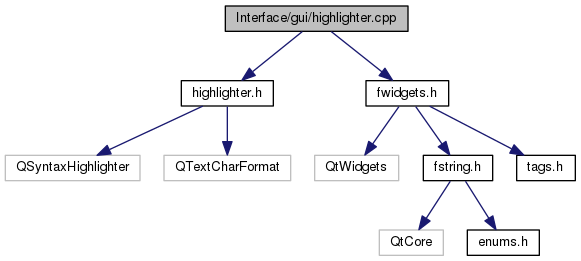 Interface/gui/highlighter.cpp
highlighter.h
fwidgets.h
QSyntaxHighlighter
QTextCharFormat
QtWidgets
fstring.h
tags.h
QtCore
enums.h